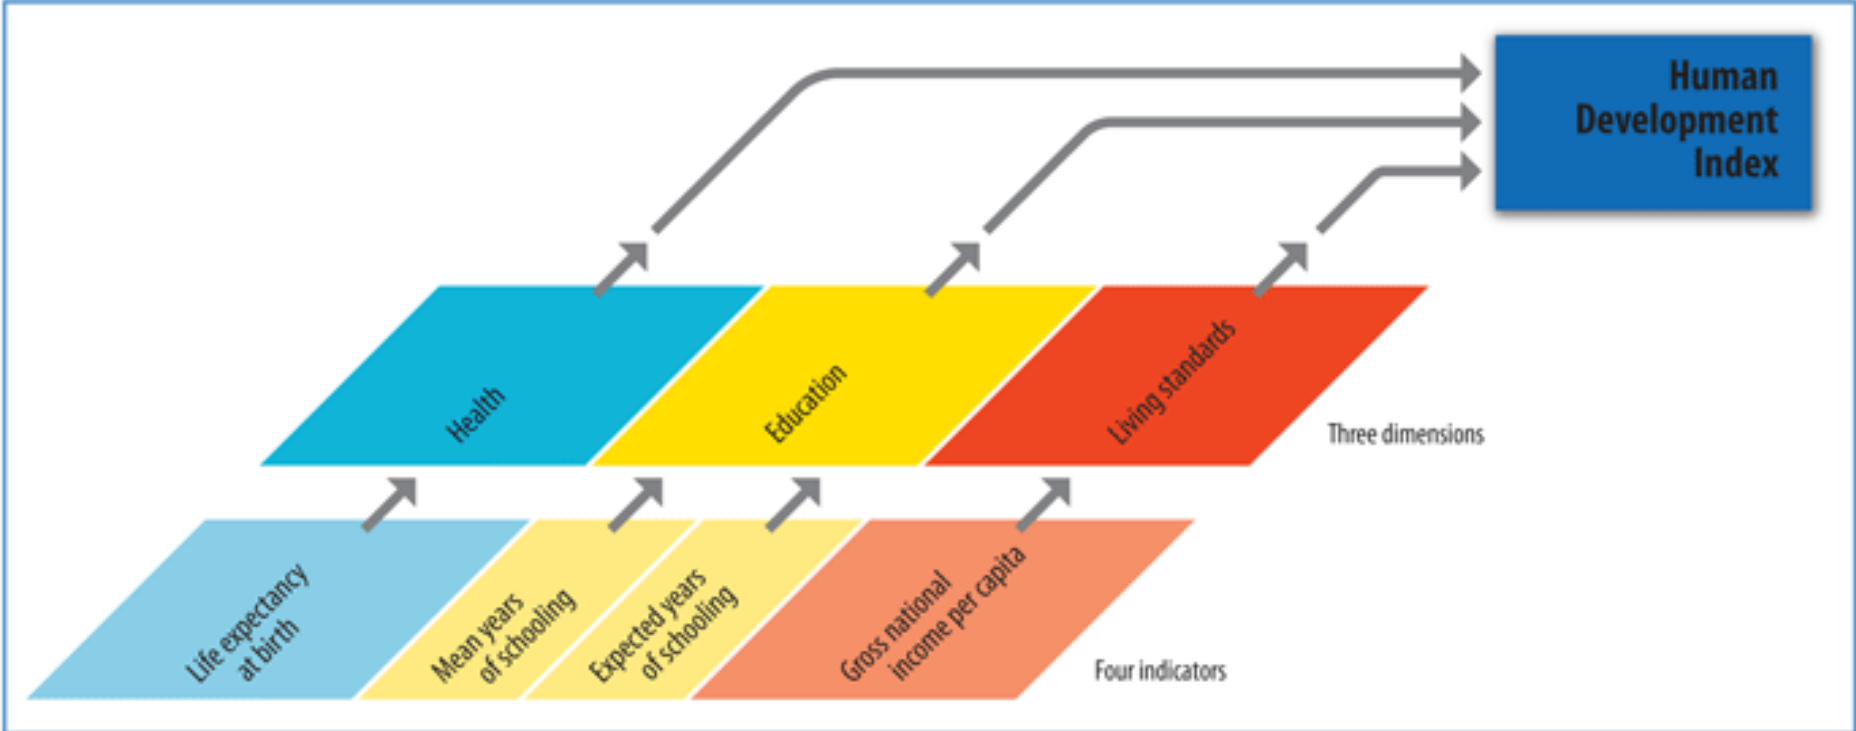 Human
Development
Index
Health
Education
Living standards
Three dimensions
Life expectancy
at birth
Mean years
of schooling
Expected years
of schooling
Gross national
income per capita
Four indicators